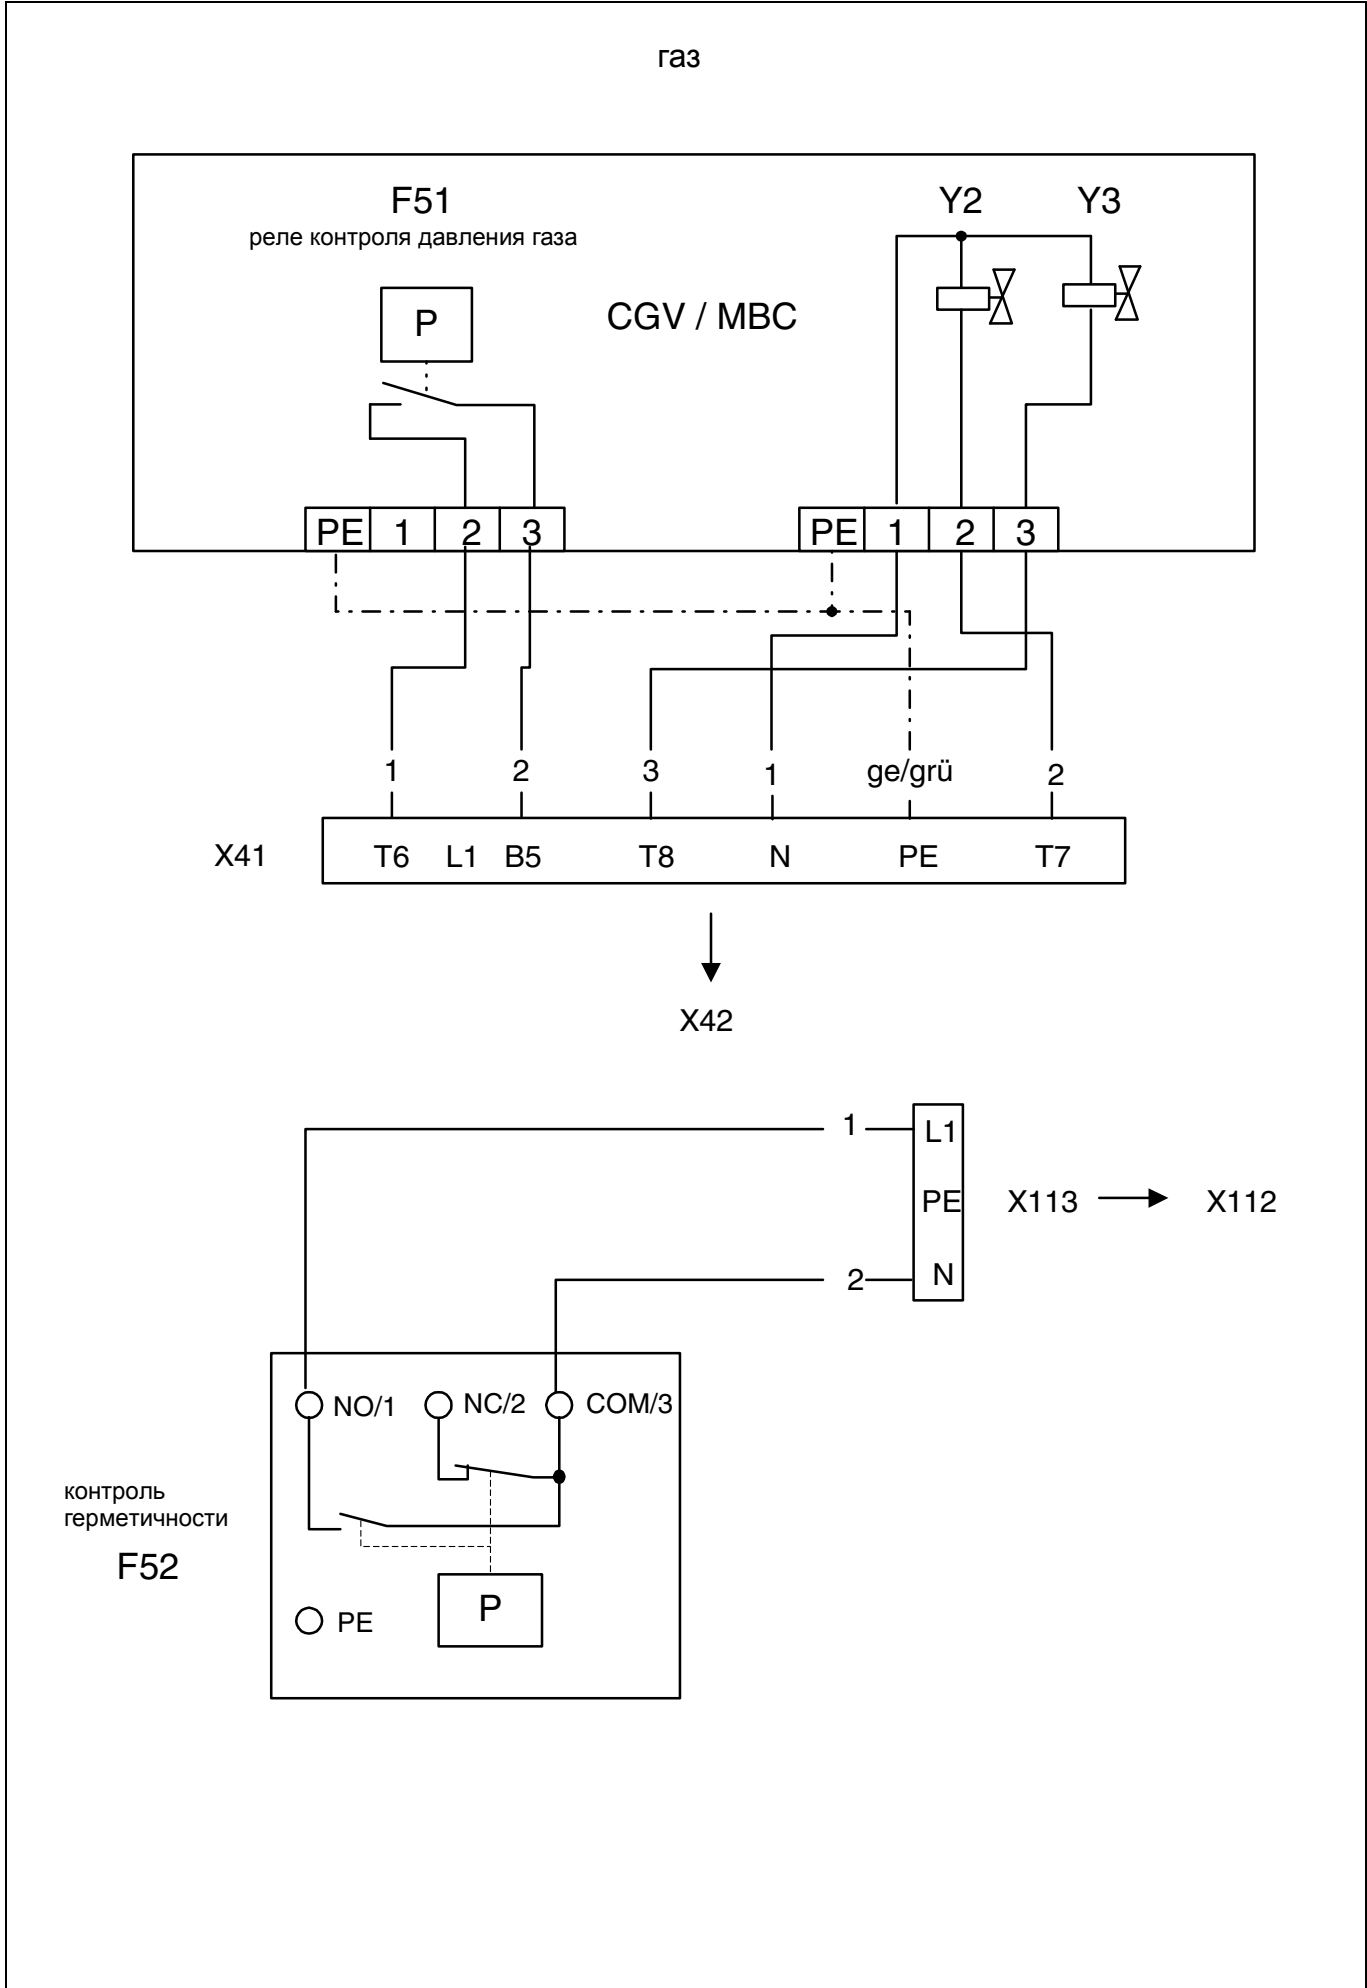 газ
F51
Y2
Y3
реле контроля давления газа
P
CGV / MBC
PE 1 2 3
PE 1 2 3
1 2 3 1 ge/grü 2
X41
T6 L1 B5 T8 N PE T7
X42
1
L1
PE
X113
X112
2
N
NO/1
NC/2
COM/3
контроль
герметичности
F52
P
PE